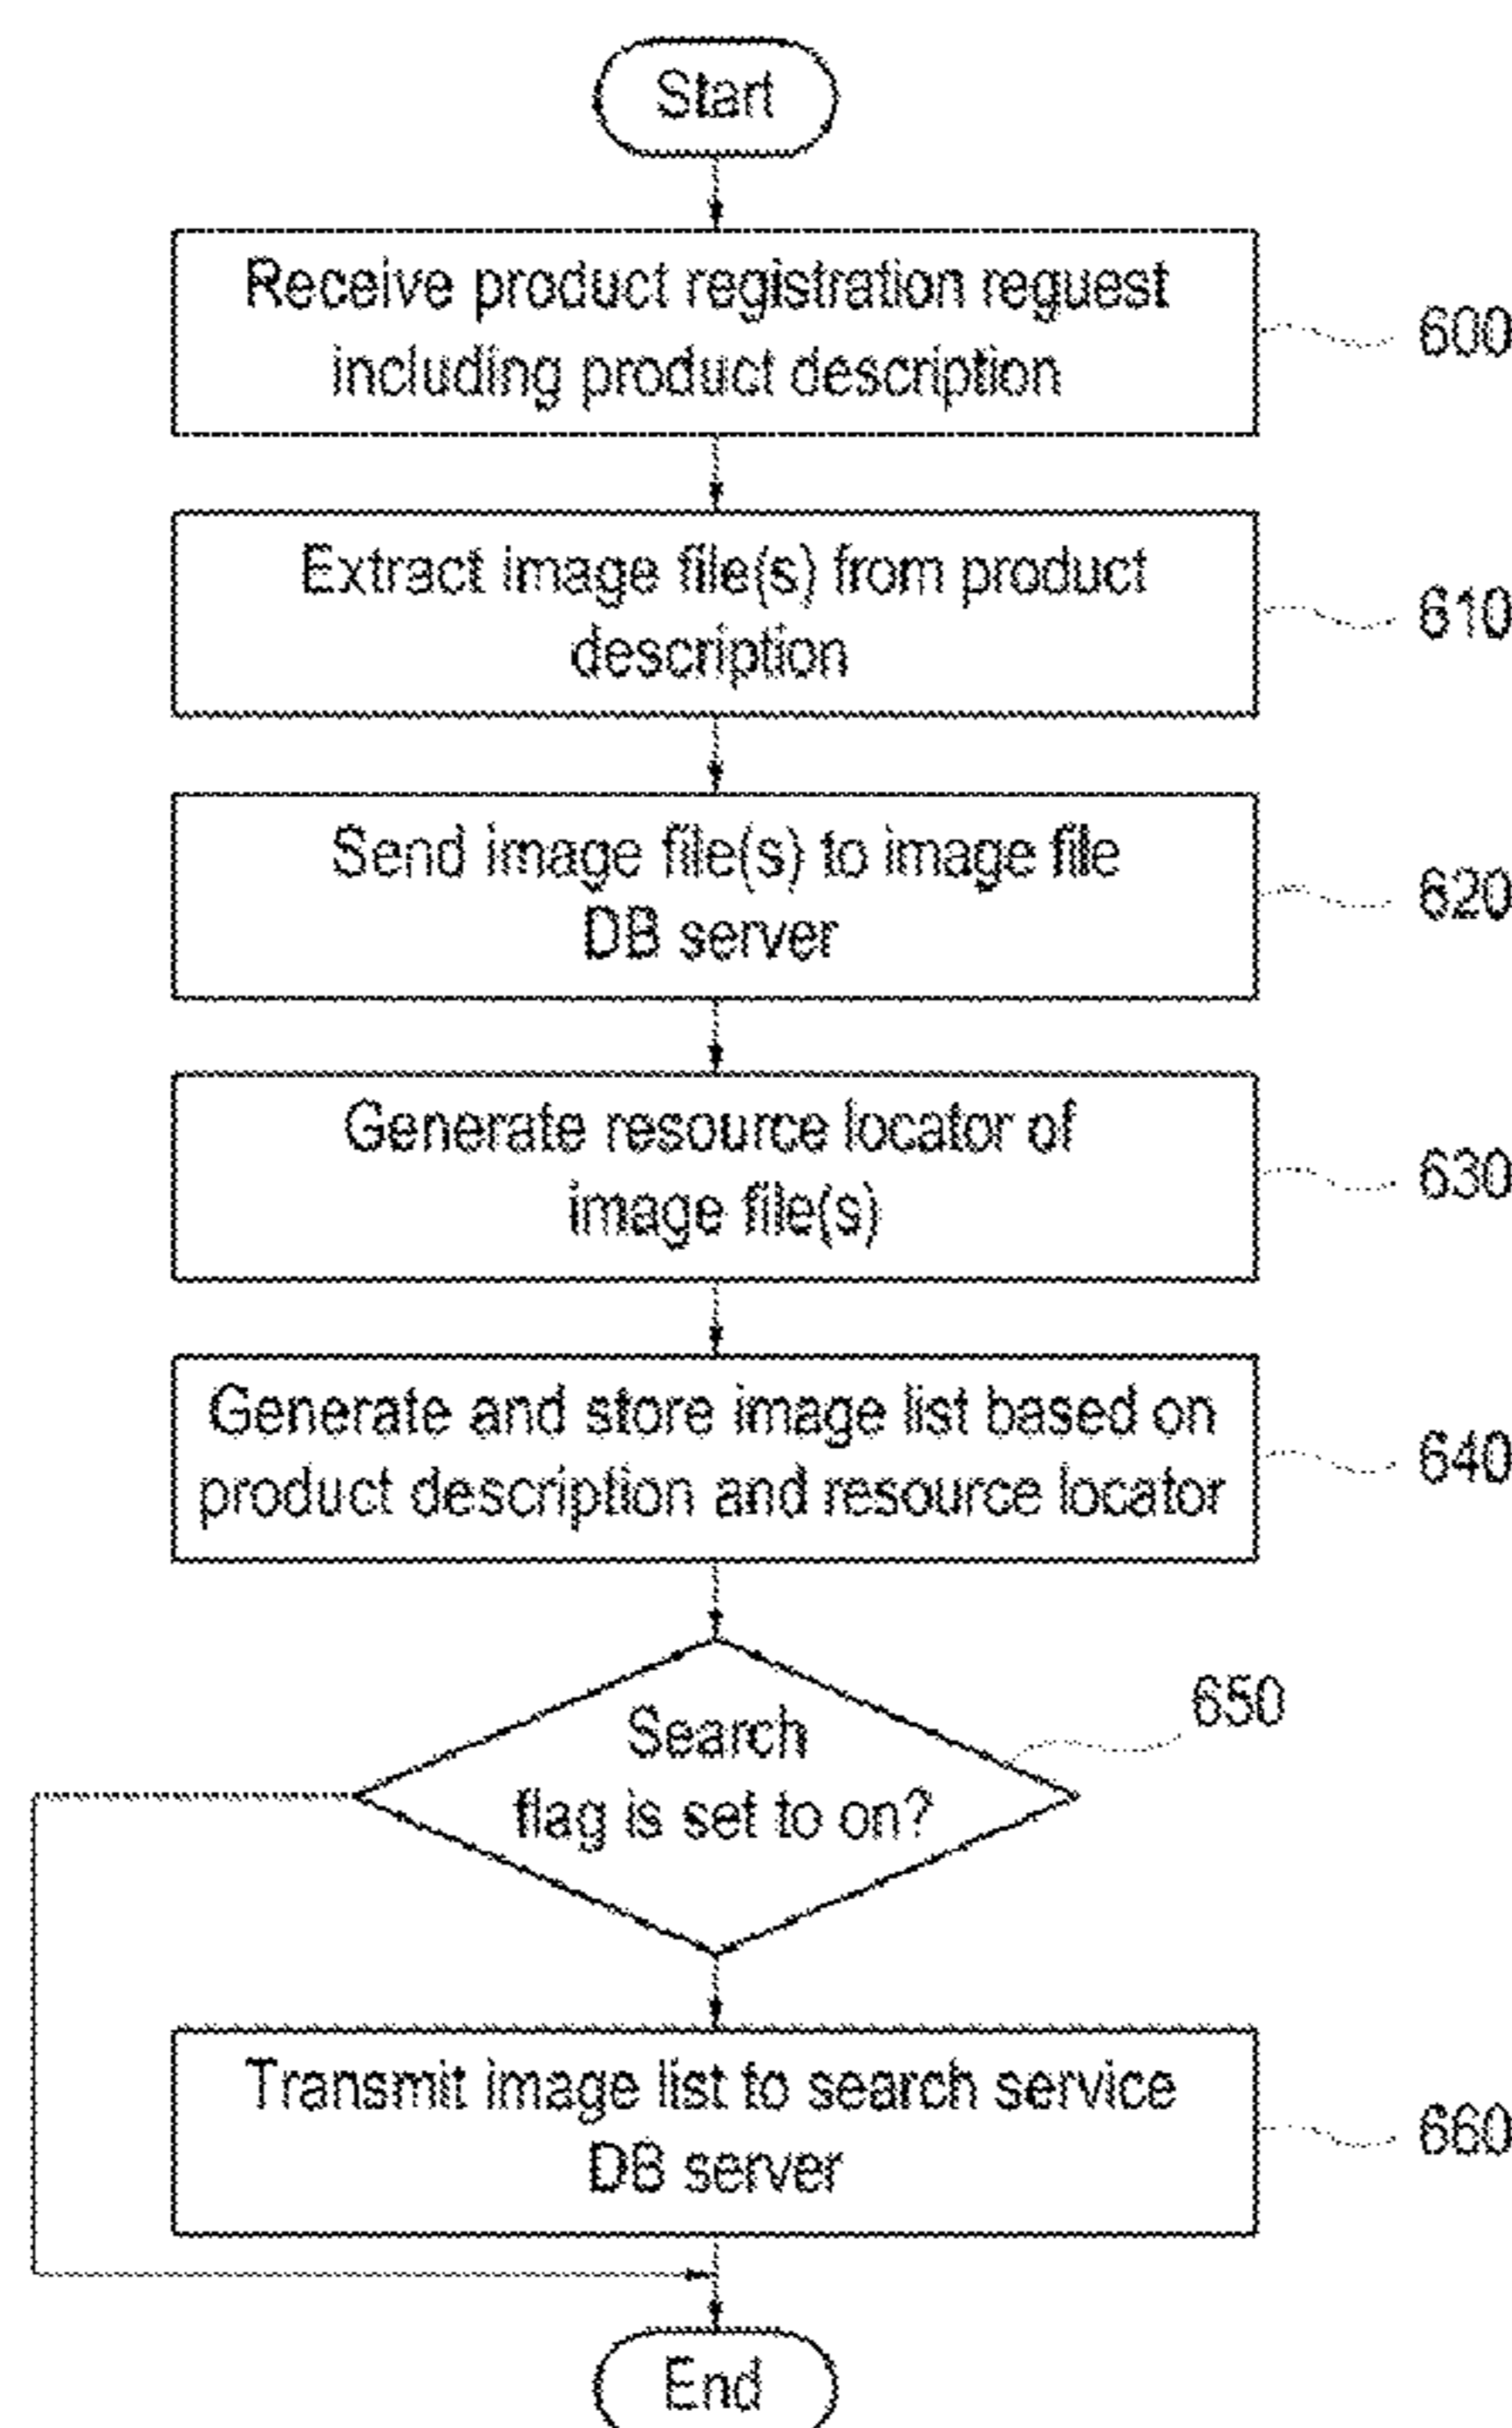 Start
Receive product registration reguest
including product description
600
Extract image file(s) from product
description
610
Send image file(s) to image file
DB server
620
Generate resource locator of
image file(s)
630
Generate and store image list based on
product description and resource locator
640
Search
flag is set to on?
650
Transmit image list to search service
DB server
660
End